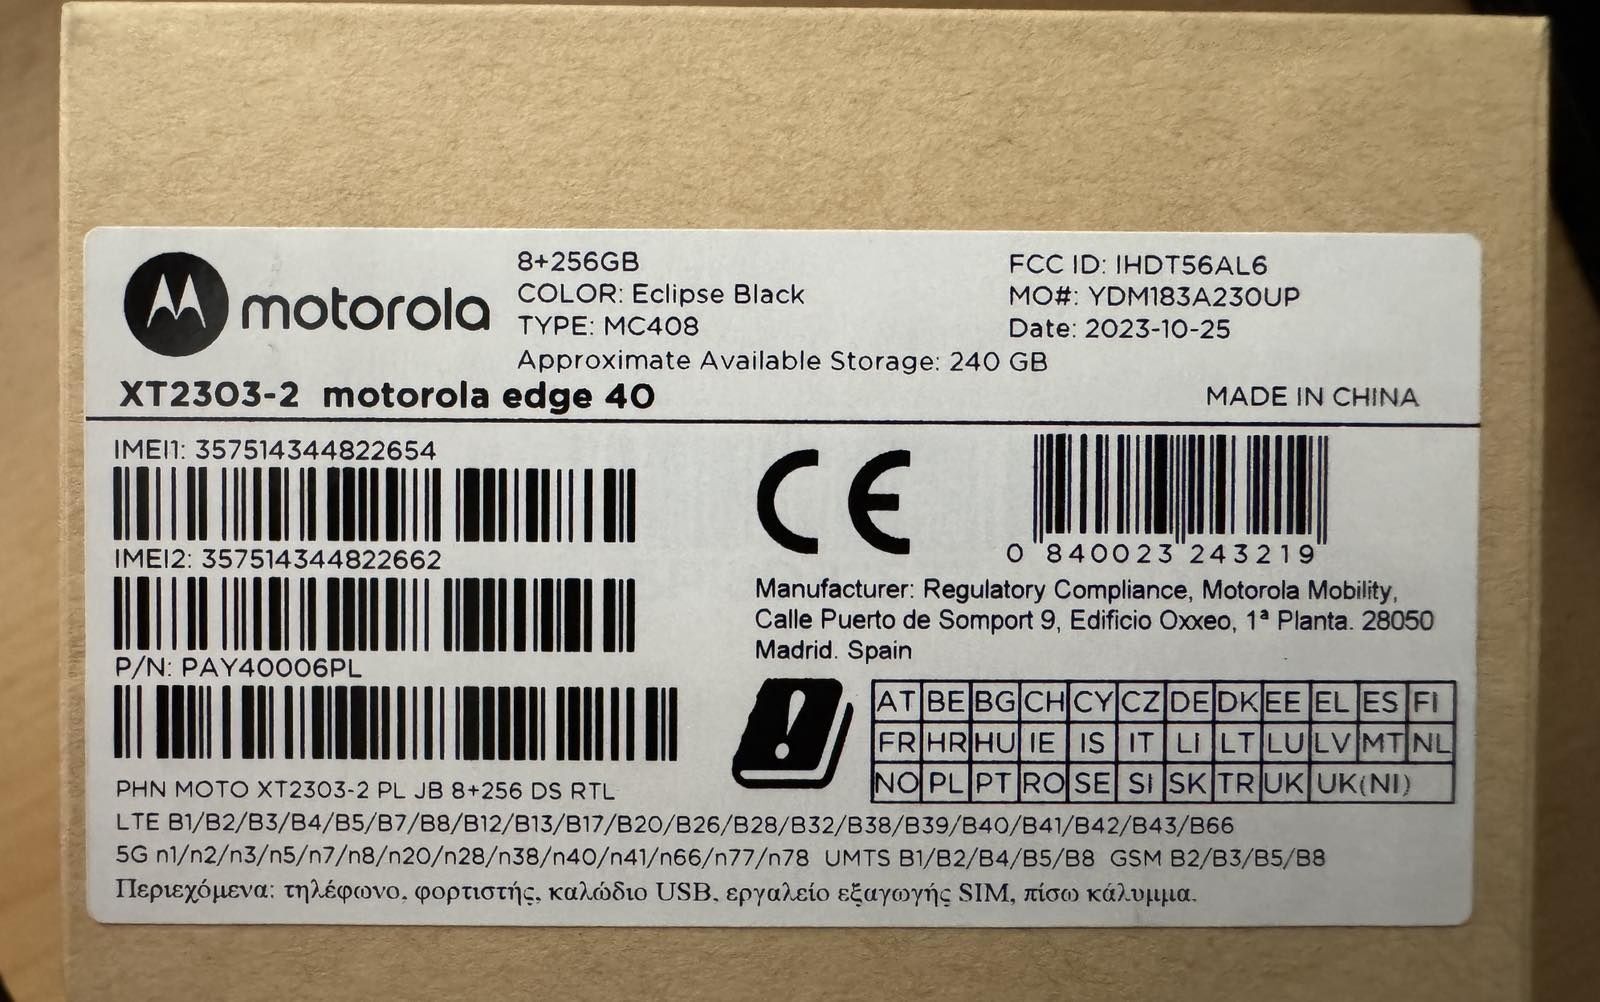 motorola
8+256GB
COLOR: Eclipse Black
TYPE: MC408
Approximate Available Storage: 240 GB
FCC ID: IHDT56AL6
MO#: YDM183A230UP
Date: 2023-10-25
XT2303-2 motorola edge 40
MADE IN CHINA
IMEI1: 357514344822654
IMEI2: 357514344822662
P/N: PAY40006PL
PHN MOTO XT2303-2 PL JB 8+256 DS RTL
CE
0 840023 243219
Manufacturer: Regulatory Compliance, Motorola Mobility,
Calle Puerto de Somport 9, Edificio Oxxeo, 1ª Planta. 28050
Madrid. Spain
!
AT BE BG CH CY CZ DE DK EE EL ES FI
FR HR HU IE IS IT LI LT LU LV MT NL
NO PL PT RO SE SI SK TR UK UK(NI)
LTE B1/B2/B3/B4/B5/B7/B8/B12/B13/B17/B20/B26/B28/B32/B38/B39/B40/B41/B42/B43/B66
5G n1/n2/n3/n5/n7/n8/n20/n28/n38/n40/n41/n66/n77/n78 UMTS B1/B2/B4/B5/B8 GSM B2/B3/B5/B8
Περιεχόμενα: τηλέφωνο, φορτιστής, καλώδιο USB, εργαλείο εξαγωγής SIM, πίσω κάλυμμα.